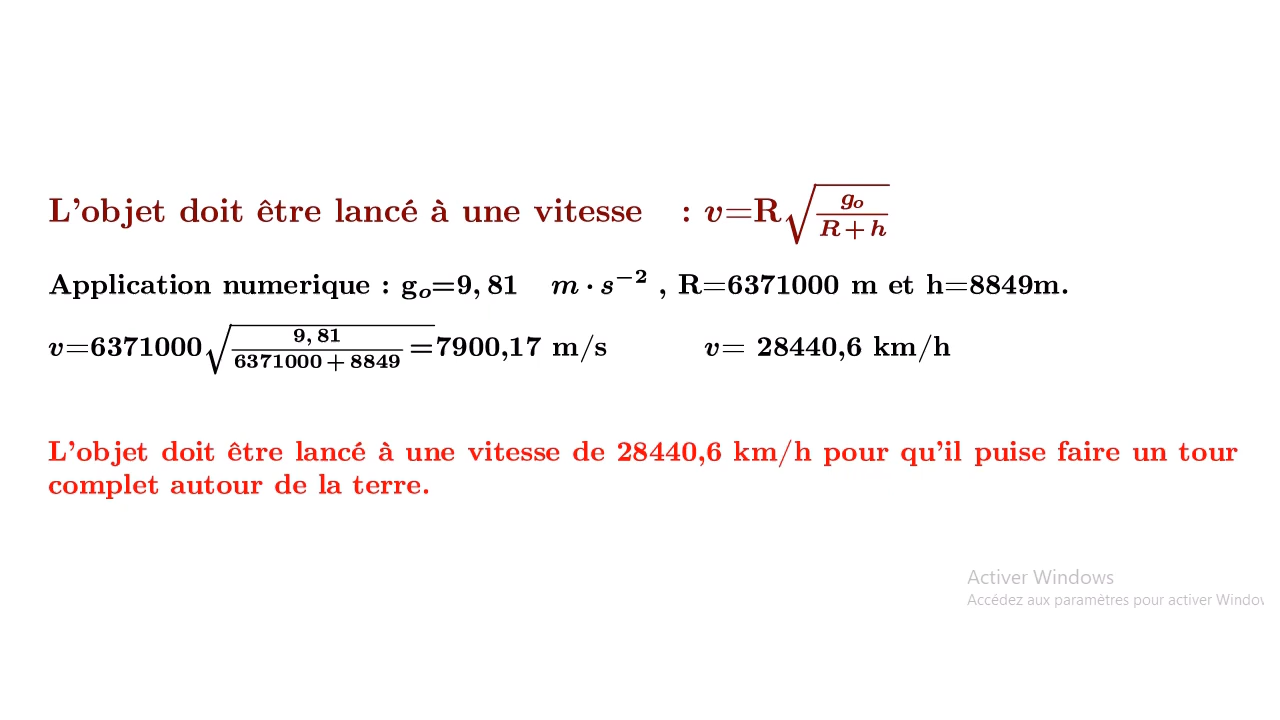 L'objet doit être lancé à une vitesse : v=R√(g₀/(R+h))
Application numerique : g₀=9, 81 m · s⁻² , R=6371000 m et h=8849m.
v=6371000√(9, 81/(6371000+8849))=7900,17 m/s v= 28440,6 km/h
L'objet doit être lancé à une vitesse de 28440,6 km/h pour qu'il puise faire un tour
complet autour de la terre.
Activer Windows
Accédez aux paramètres pour activer